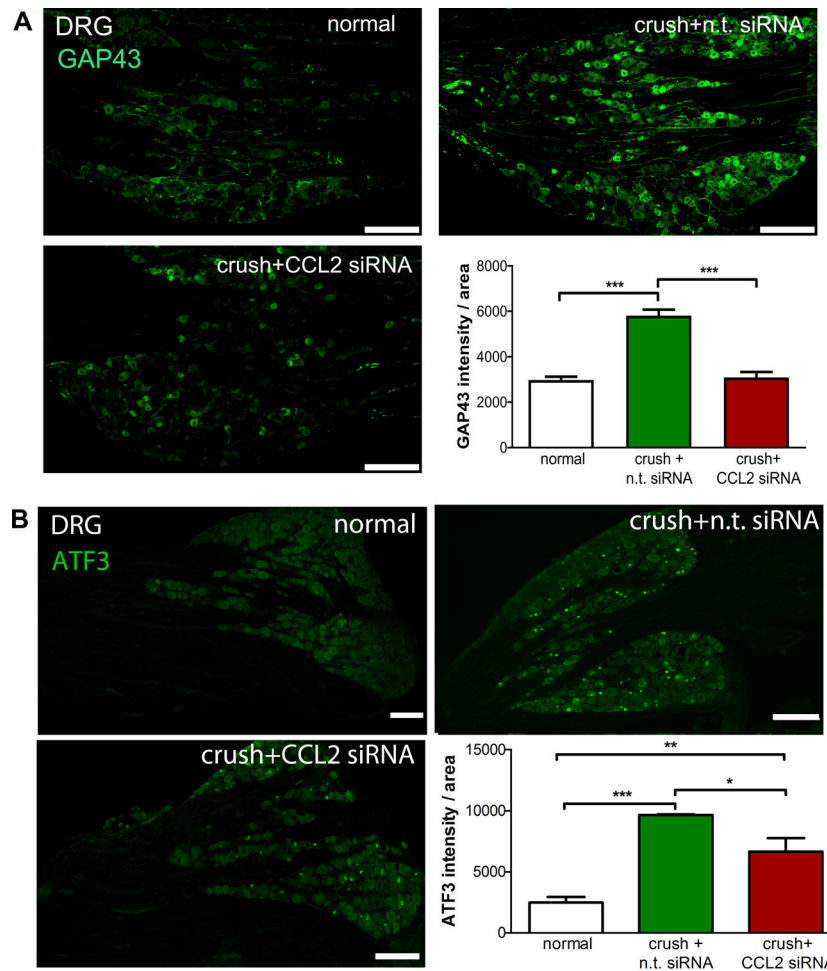 A
DRG
GAP43
normal
crush+n.t. siRNA
crush+CCL2 siRNA
GAP43 intensity / area
8000
6000
4000
2000
0
***
***
normal
crush +
n.t. siRNA
crush+
CCL2 siRNA
B
DRG
ATF3
normal
crush+n.t. siRNA
crush+CCL2 siRNA
ATF3 intensity / area
15000
10000
5000
0
**
***
*
normal
crush +
n.t. siRNA
crush+
CCL2 siRNA